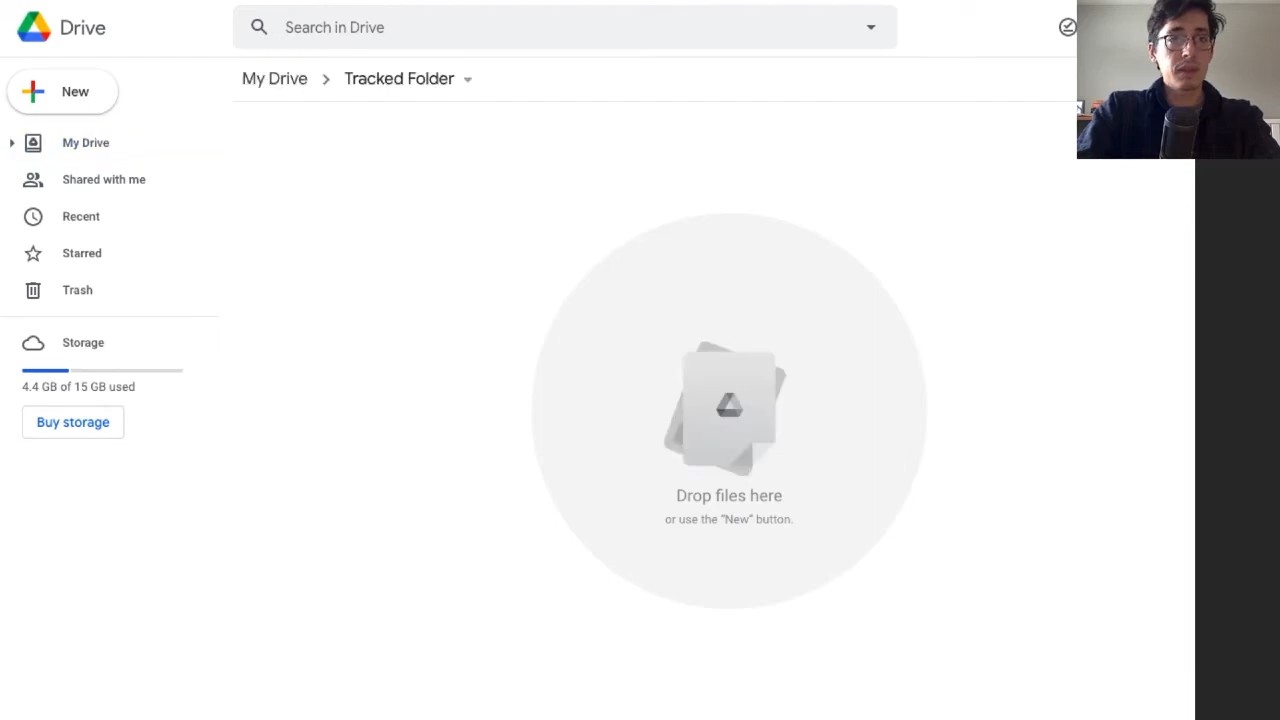 Drive
Search in Drive
New
My Drive
Tracked Folder
My Drive
Shared with me
Recent
Starred
Trash
Storage
4.4 GB of 15 GB used
Buy storage
Drop files here
or use the "New" button.